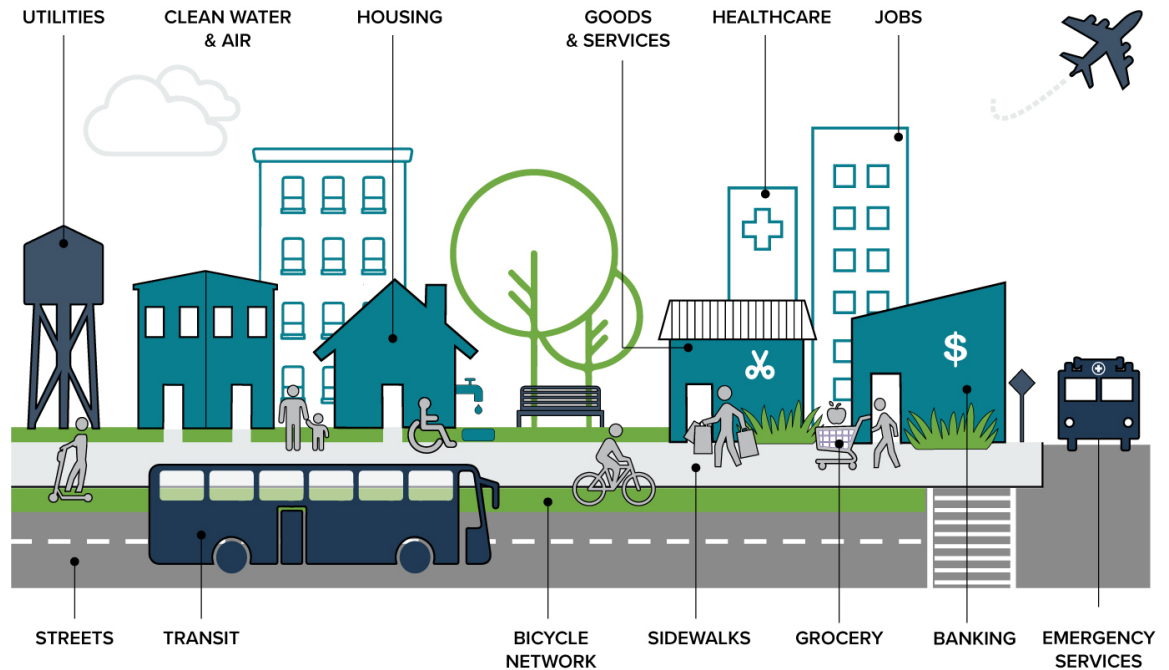 UTILITIES
CLEAN WATER
& AIR
HOUSING
GOODS
& SERVICES
HEALTHCARE
JOBS
$
STREETS
TRANSIT
BICYCLE
NETWORK
SIDEWALKS
GROCERY
BANKING
EMERGENCY
SERVICES